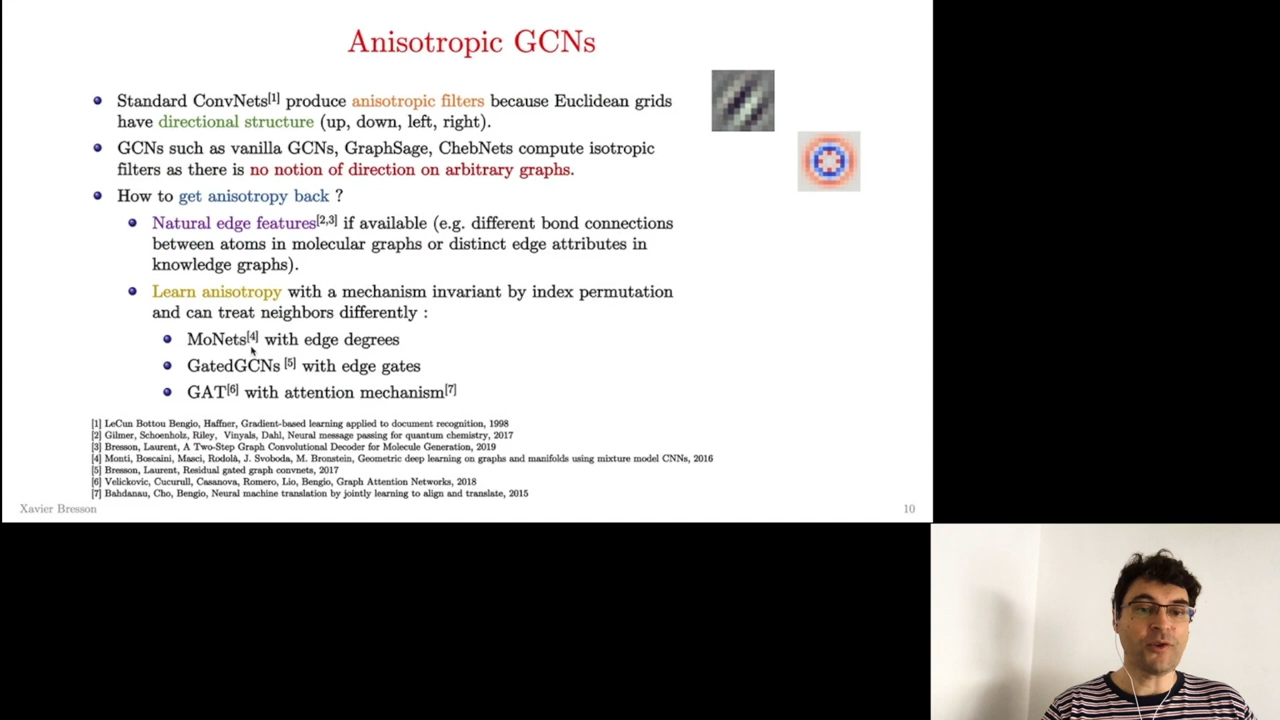 Anisotropic GCNs
Standard ConvNets[1] produce anisotropic filters because Euclidean grids
have directional structure (up, down, left, right).
GCNs such as vanilla GCNs, GraphSage, ChebNets compute isotropic
filters as there is no notion of direction on arbitrary graphs.
How to get anisotropy back ?
Natural edge features[2,3] if available (e.g. different bond connections
between atoms in molecular graphs or distinct edge attributes in
knowledge graphs).
Learn anisotropy with a mechanism invariant by index permutation
and can treat neighbors differently :
MoNets[4] with edge degrees
GatedGCNs [5] with edge gates
GAT[6] with attention mechanism[7]
[1] LeCun Bottou Bengio, Haffner, Gradient-based learning applied to document recognition, 1998
[2] Gilmer, Schoenholz, Riley, Vinyals, Dahl, Neural message passing for quantum chemistry, 2017
[3] Bresson, Laurent, A Two-Step Graph Convolutional Decoder for Molecule Generation, 2019
[4] Monti, Boscaini, Masci, Rodolà, J. Svoboda, M. Bronstein, Geometric deep learning on graphs and manifolds using mixture model CNNs, 2016
[5] Bresson, Laurent, Residual gated graph convnets, 2017
[6] Velickovic, Cucurull, Casanova, Romero, Lio, Bengio, Graph Attention Networks, 2018
[7] Bahdanau, Cho, Bengio, Neural machine translation by jointly learning to align and translate, 2015
Xavier Bresson
10